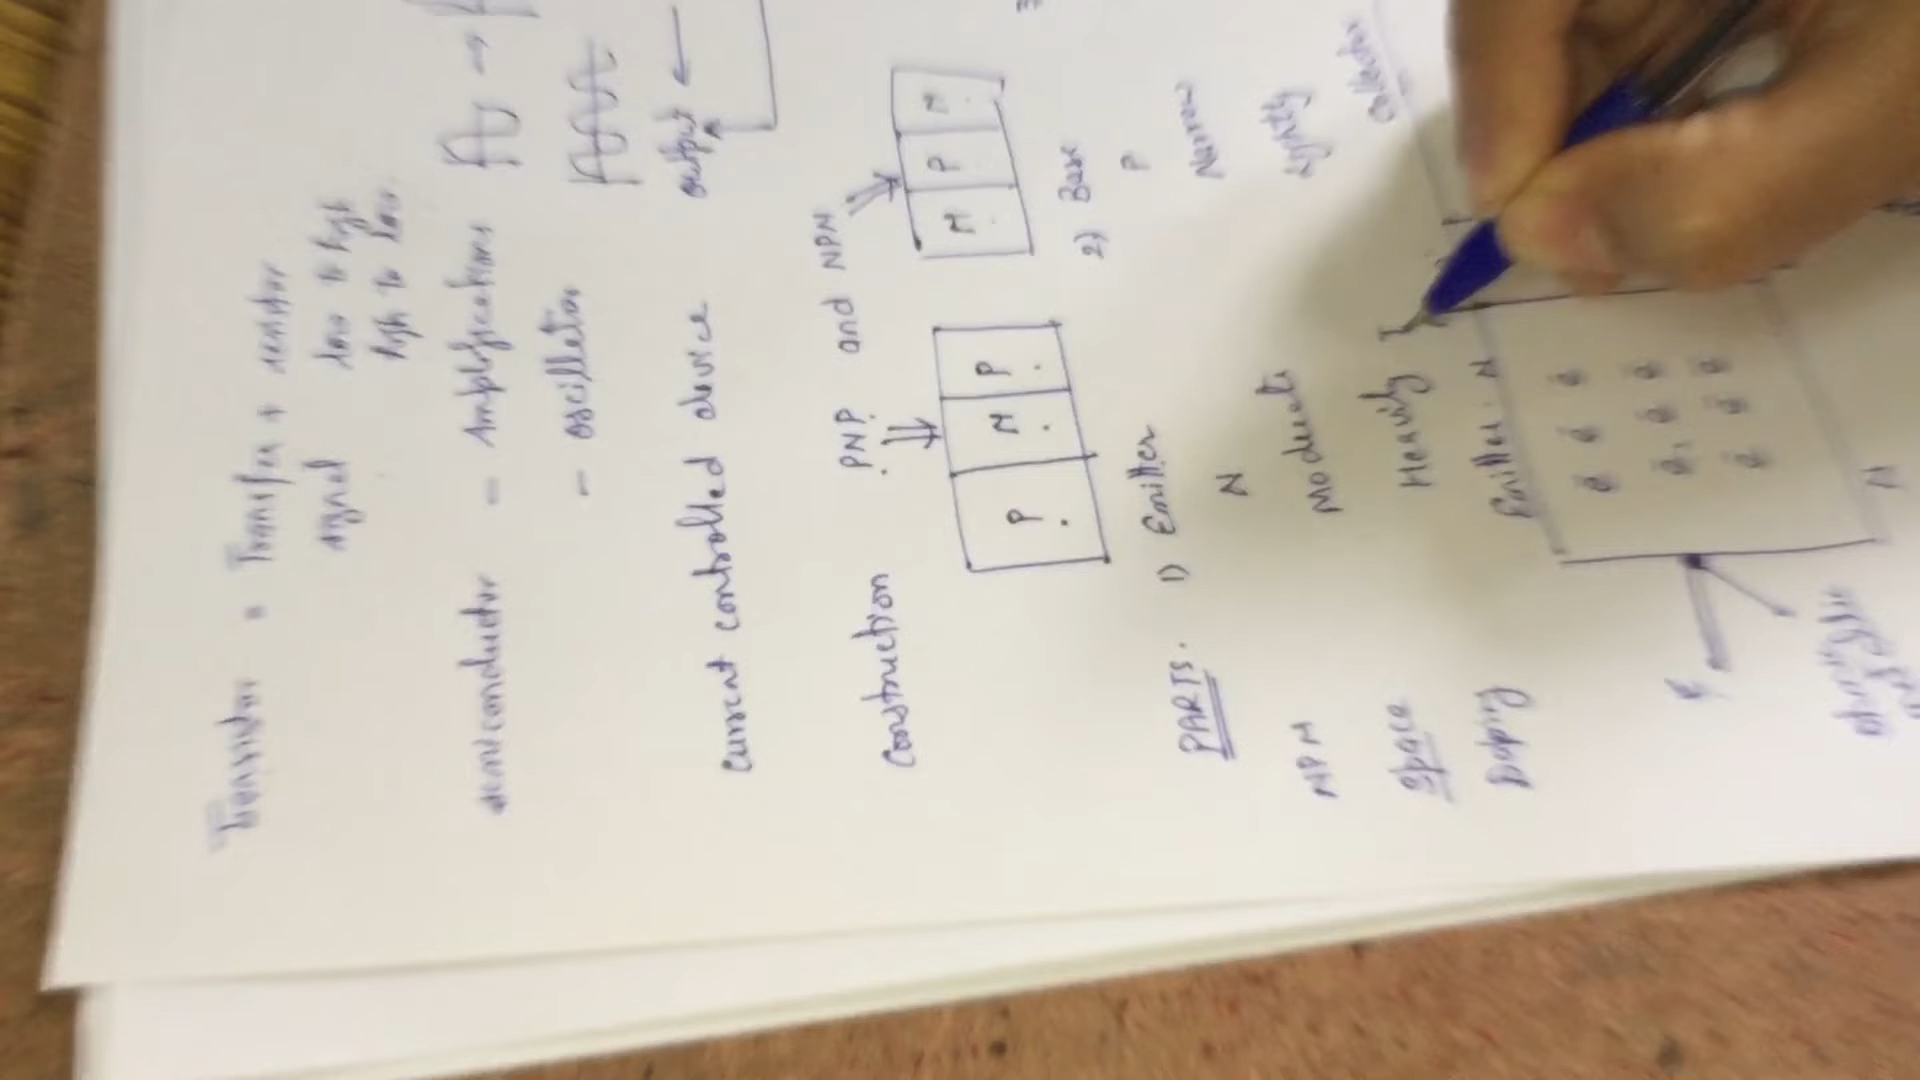 Transistor = Transfer + resistor
signal low to high
high to low
semiconductor - Amplifications
- oscillator
current controlled device output
Construction PNP and NPN
P N P
N P N
PARTS. 1) Emitter 2) Base
NPN N P
Space Moderate Narrow
Doping Heavily lightly
Emitter N collector
e e e
e e e
e e e
N